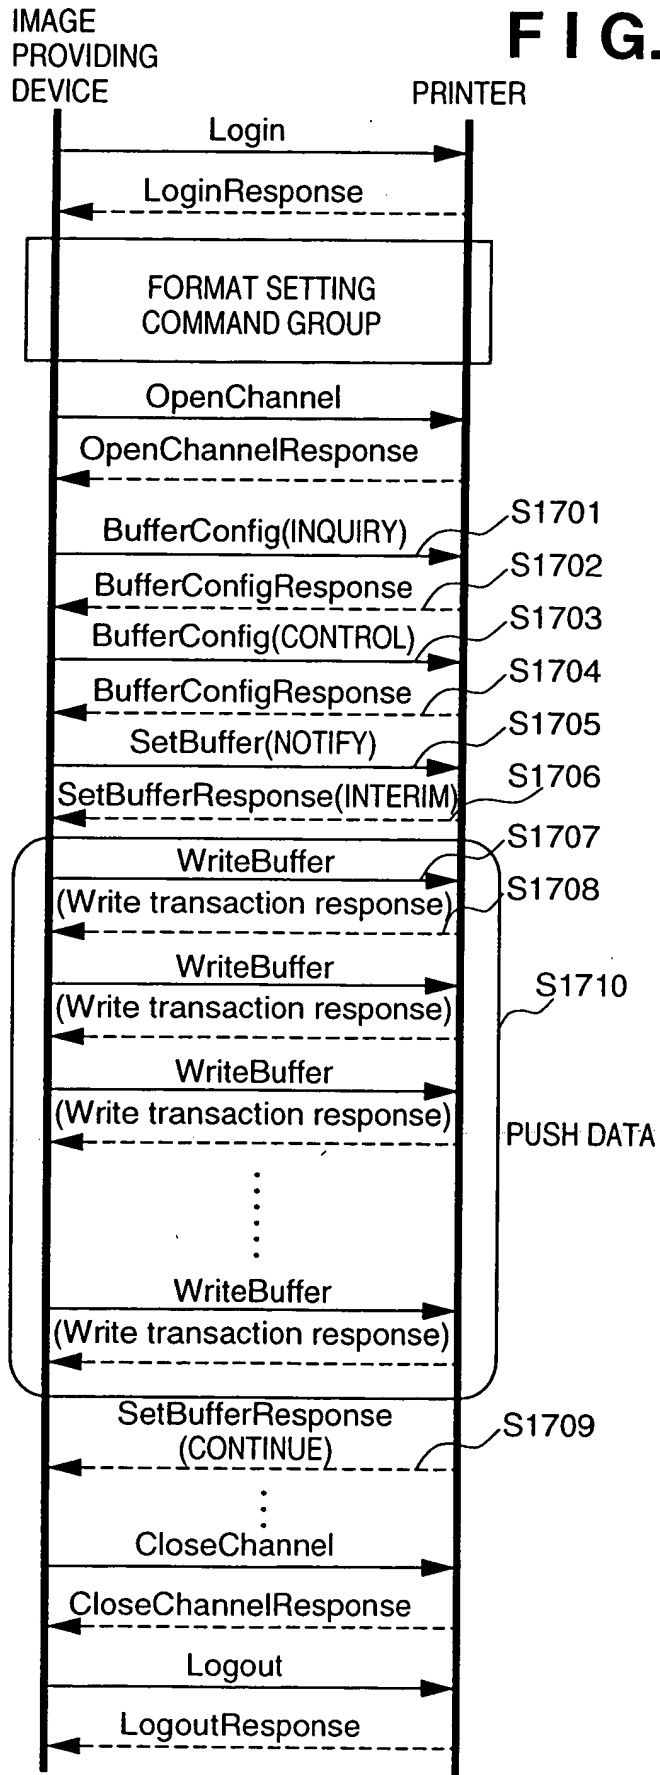 IMAGE
PROVIDING
DEVICE
FIG.
PRINTER
Login
LoginResponse
FORMAT SETTING
COMMAND GROUP
OpenChannel
OpenChannelResponse
BufferConfig(INQUIRY)
S1701
BufferConfigResponse
S1702
BufferConfig(CONTROL)
S1703
BufferConfigResponse
S1704
SetBuffer(NOTIFY)
S1705
SetBufferResponse(INTERIM)
S1706
WriteBuffer
S1707
(Write transaction response)
S1708
WriteBuffer
S1710
(Write transaction response)
WriteBuffer
(Write transaction response)
PUSH DATA
WriteBuffer
(Write transaction response)
SetBufferResponse
(CONTINUE)
S1709
CloseChannel
CloseChannelResponse
Logout
LogoutResponse